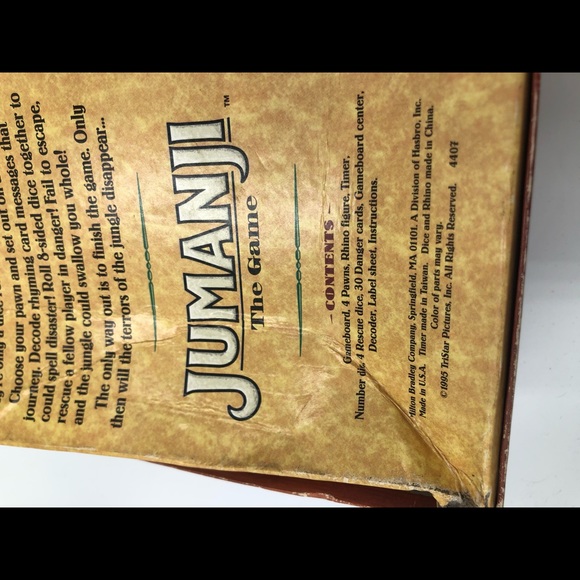 only a dice r
Choose your pawn and set out on
journey. Decode rhyming card messages that
could spell disaster! Roll 8-sided dice together to
rescue a fellow player in danger! Fail to escape,
and the jungle could swallow you whole!
The only way out is to finish the game. Only
then will the terrors of the jungle disappear...
JUMANJI™
The Game
- CONTENTS -
Gameboard, 4 Pawns, Rhino figure, Timer,
Number die, 4 Rescue dice, 30 Danger cards, Gameboard center,
Decoder, Label sheet, Instructions.
Milton Bradley Company, Springfield, MA 01101. A Division of Hasbro, Inc.
Made in U.S.A. Timer made in Taiwan. Dice and Rhino made in China.
Color of parts may vary.
©1995 TriStar Pictures, Inc. All Rights Reserved. 4407